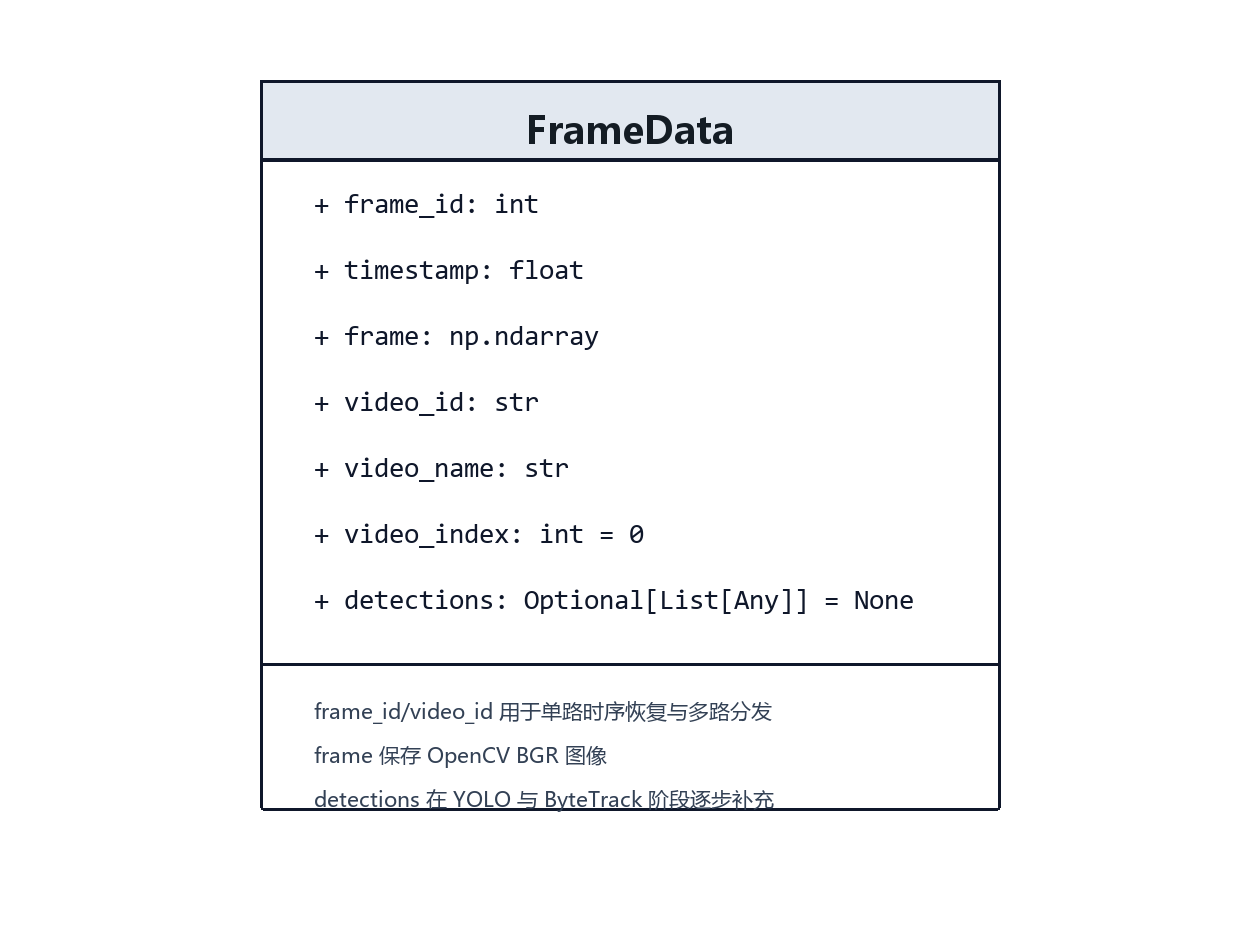 FrameData
+ frame_id: int
+ timestamp: float
+ frame: np.ndarray
+ video_id: str
+ video_name: str
+ video_index: int = 0
+ detections: Optional[List[Any]] = None
frame_id/video_id 用于单路时序恢复与多路分发
frame 保存 OpenCV BGR 图像
detections 在 YOLO 与 ByteTrack 阶段逐步补充